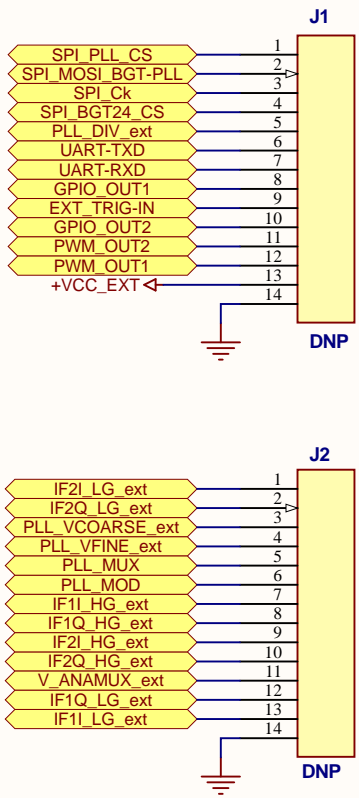 J1
SPI_PLL_CS 1
SPI_MOSI_BGT-PLL 2
SPI_Ck 3
SPI_BGT24_CS 4
PLL_DIV_ext 5
UART-TXD 6
UART-RXD 7
GPIO_OUT1 8
EXT_TRIG-IN 9
GPIO_OUT2 10
PWM_OUT2 11
PWM_OUT1 12
+VCC_EXT 13
14
DNP
J2
IF2I_LG_ext 1
IF2Q_LG_ext 2
PLL_VCOARSE_ext 3
PLL_VFINE_ext 4
PLL_MUX 5
PLL_MOD 6
IF1I_HG_ext 7
IF1Q_HG_ext 8
IF2I_HG_ext 9
IF2Q_HG_ext 10
V_ANAMUX_ext 11
IF1Q_LG_ext 12
IF1I_LG_ext 13
14
DNP